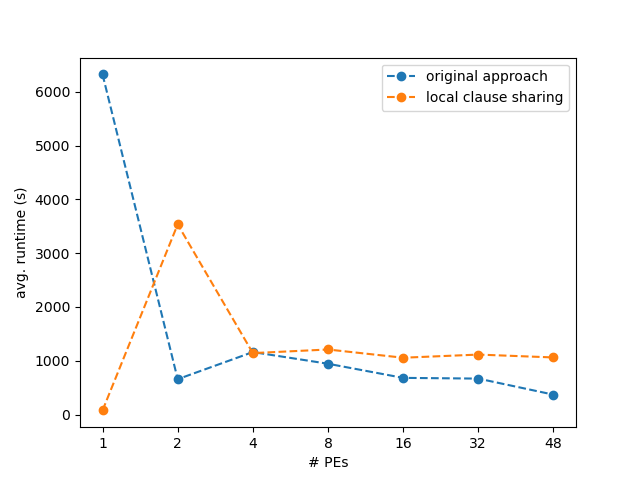 original approach
local clause sharing
avg. runtime (s)
6000
5000
4000
3000
2000
1000
0
1 2 4 8 16 32 48
# PEs